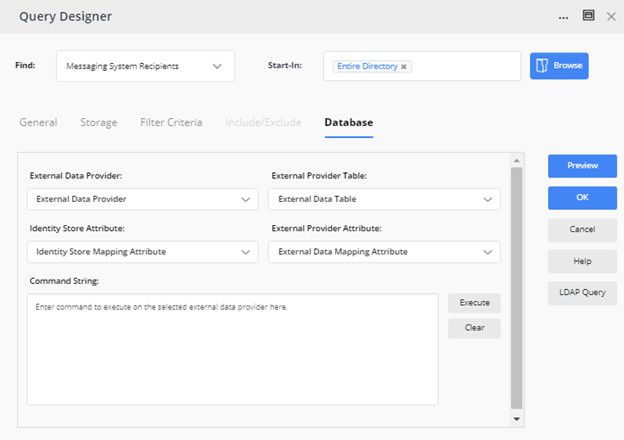 Query Designer
...
Find: Messaging System Recipients Start-In: Entire Directory × Browse
General Storage Filter Criteria Include/Exclude Database
External Data Provider: External Provider Table: Preview
External Data Provider External Data Table OK
Identity Store Attribute: External Provider Attribute: Cancel
Identity Store Mapping Attribute External Data Mapping Attribute Help
Command String: LDAP Query
Enter command to execute on the selected external data provider here. Execute
Clear